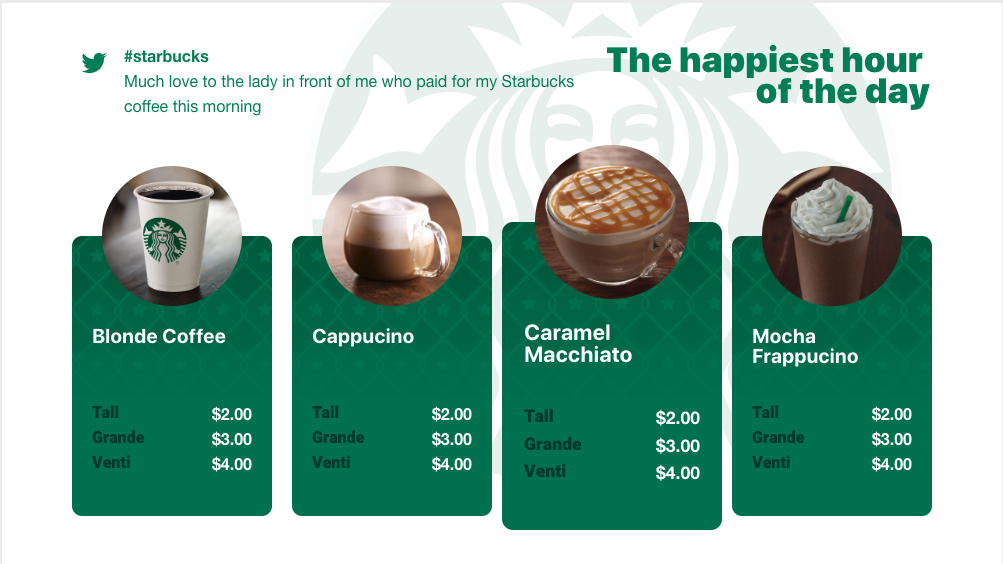 #starbucks
Much love to the lady in front of me who paid for my Starbucks
coffee this morning
The happiest hour
of the day
Blonde Coffee
Tall $2.00
Grande $3.00
Venti $4.00
Cappucino
Tall $2.00
Grande $3.00
Venti $4.00
Caramel
Macchiato
Tall $2.00
Grande $3.00
Venti $4.00
Mocha
Frappucino
Tall $2.00
Grande $3.00
Venti $4.00